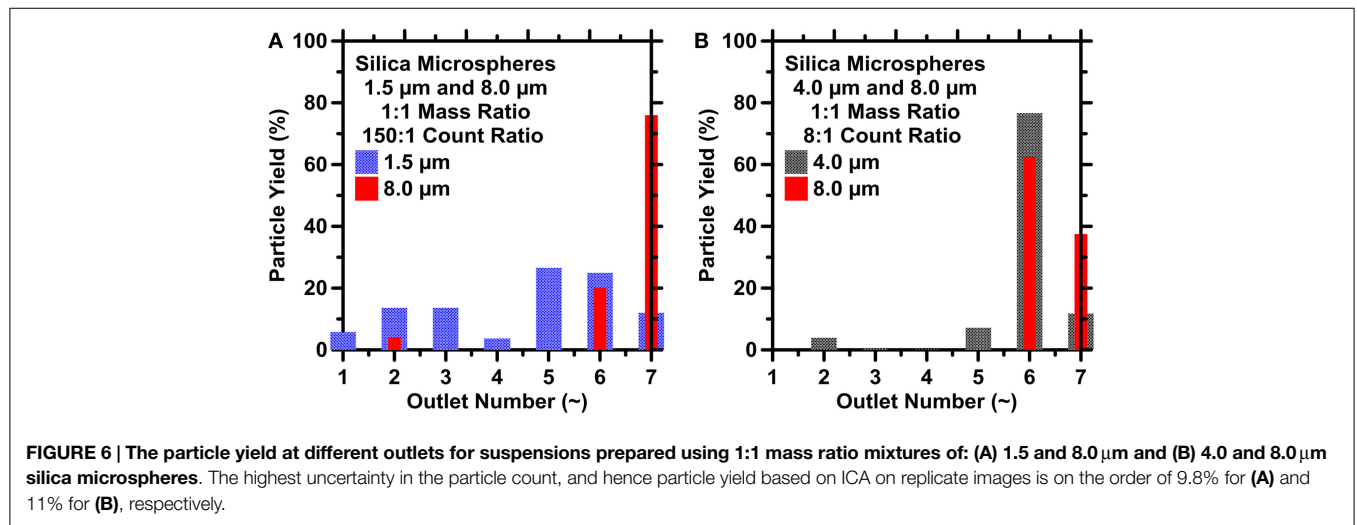 A
100
80
60
40
20
0
Particle Yield (%)
Silica Microspheres
1.5 µm and 8.0 µm
1:1 Mass Ratio
150:1 Count Ratio
1.5 µm
8.0 µm
1 2 3 4 5 6 7
Outlet Number (~)
B
100
80
60
40
20
0
Particle Yield (%)
Silica Microspheres
4.0 µm and 8.0 µm
1:1 Mass Ratio
8:1 Count Ratio
4.0 µm
8.0 µm
1 2 3 4 5 6 7
Outlet Number (~)
FIGURE 6 | The particle yield at different outlets for suspensions prepared using 1:1 mass ratio mixtures of: (A) 1.5 and 8.0 µm and (B) 4.0 and 8.0 µm
silica microspheres. The highest uncertainty in the particle count, and hence particle yield based on ICA on replicate images is on the order of 9.8% for (A) and
11% for (B), respectively.